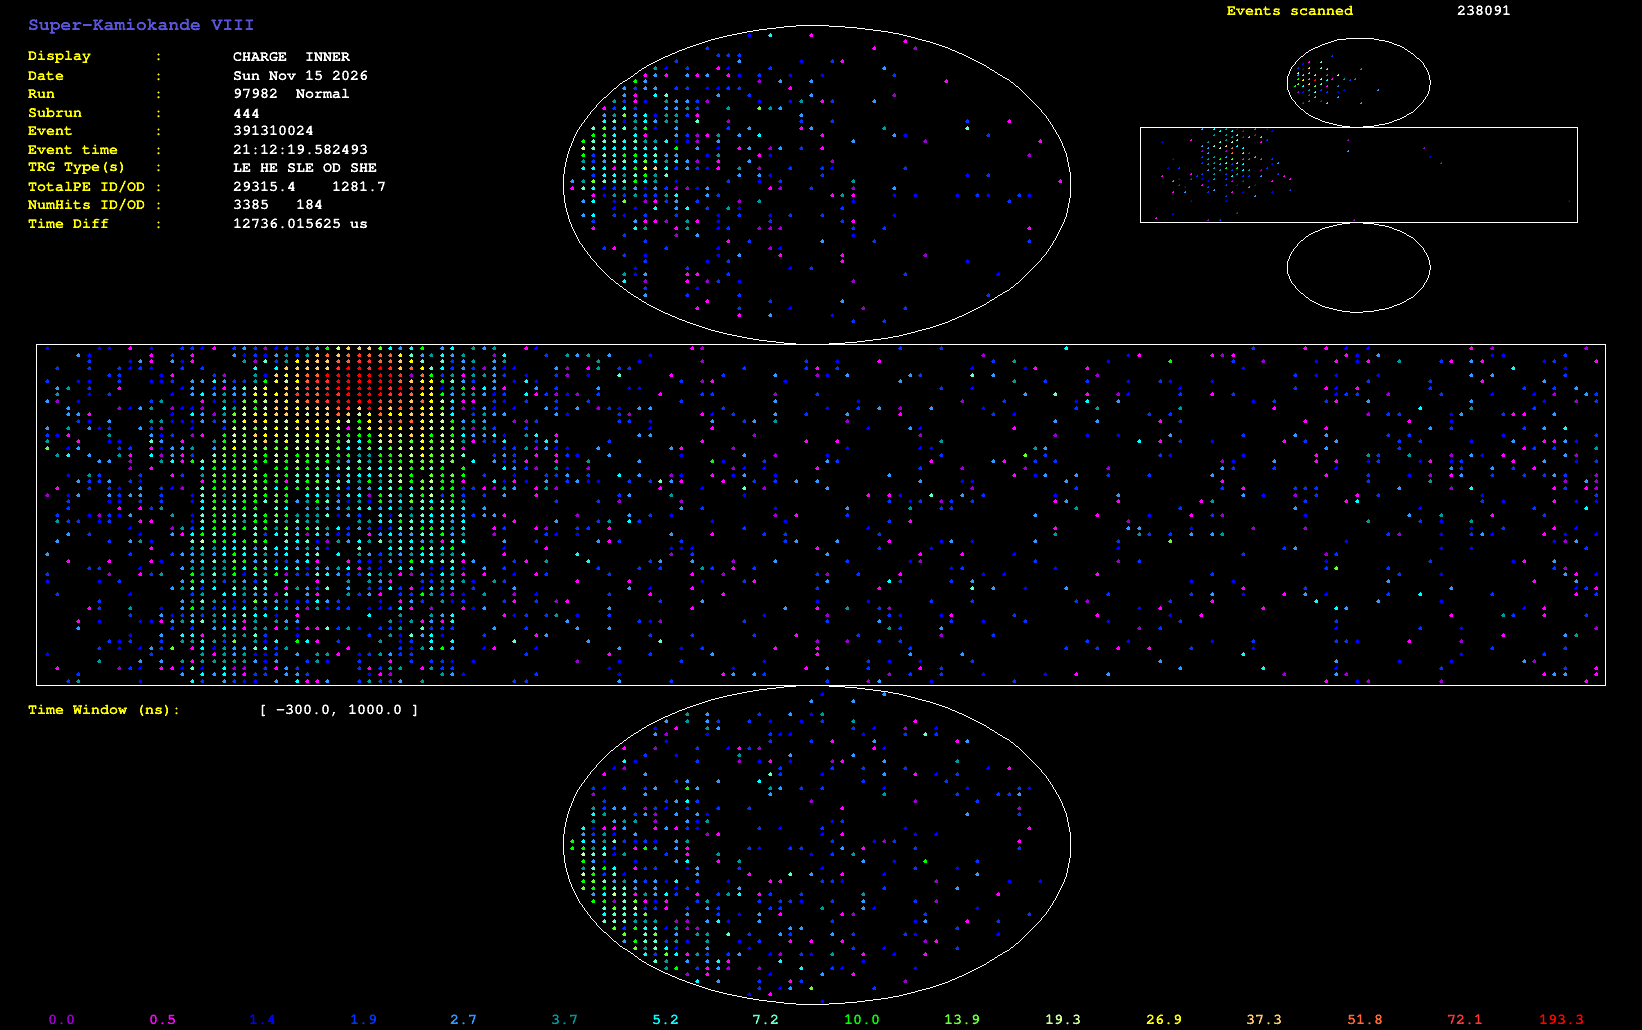 Super-Kamiokande VIII
Events scanned 238091
Display : CHARGE INNER
Date : Sun Nov 15 2026
Run : 97982 Normal
Subrun : 444
Event : 391310024
Event time : 21:12:19.582493
TRG Type(s) : LE HE SLE OD SHE
TotalPE ID/OD : 29315.4 1281.7
NumHits ID/OD : 3385 184
Time Diff : 12736.015625 us
Time Window (ns): [ -300.0, 1000.0 ]
0.0 0.5 1.4 1.9 2.7 3.7 5.2 7.2 10.0 13.9 19.3 26.9 37.3 51.8 72.1 193.3